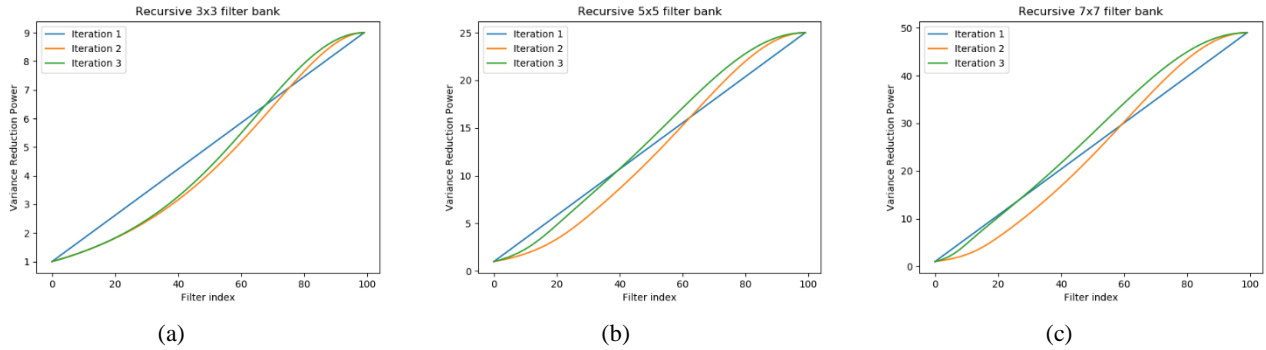 Recursive 3x3 filter bank
Iteration 1
Iteration 2
Iteration 3
Variance Reduction Power
9
8
7
6
5
4
3
2
1
0 20 40 60 80 100
Filter index
(a)
Recursive 5x5 filter bank
Iteration 1
Iteration 2
Iteration 3
Variance Reduction Power
25
20
15
10
5
0
0 20 40 60 80 100
Filter index
(b)
Recursive 7x7 filter bank
Iteration 1
Iteration 2
Iteration 3
Variance Reduction Power
50
40
30
20
10
0
0 20 40 60 80 100
Filter index
(c)